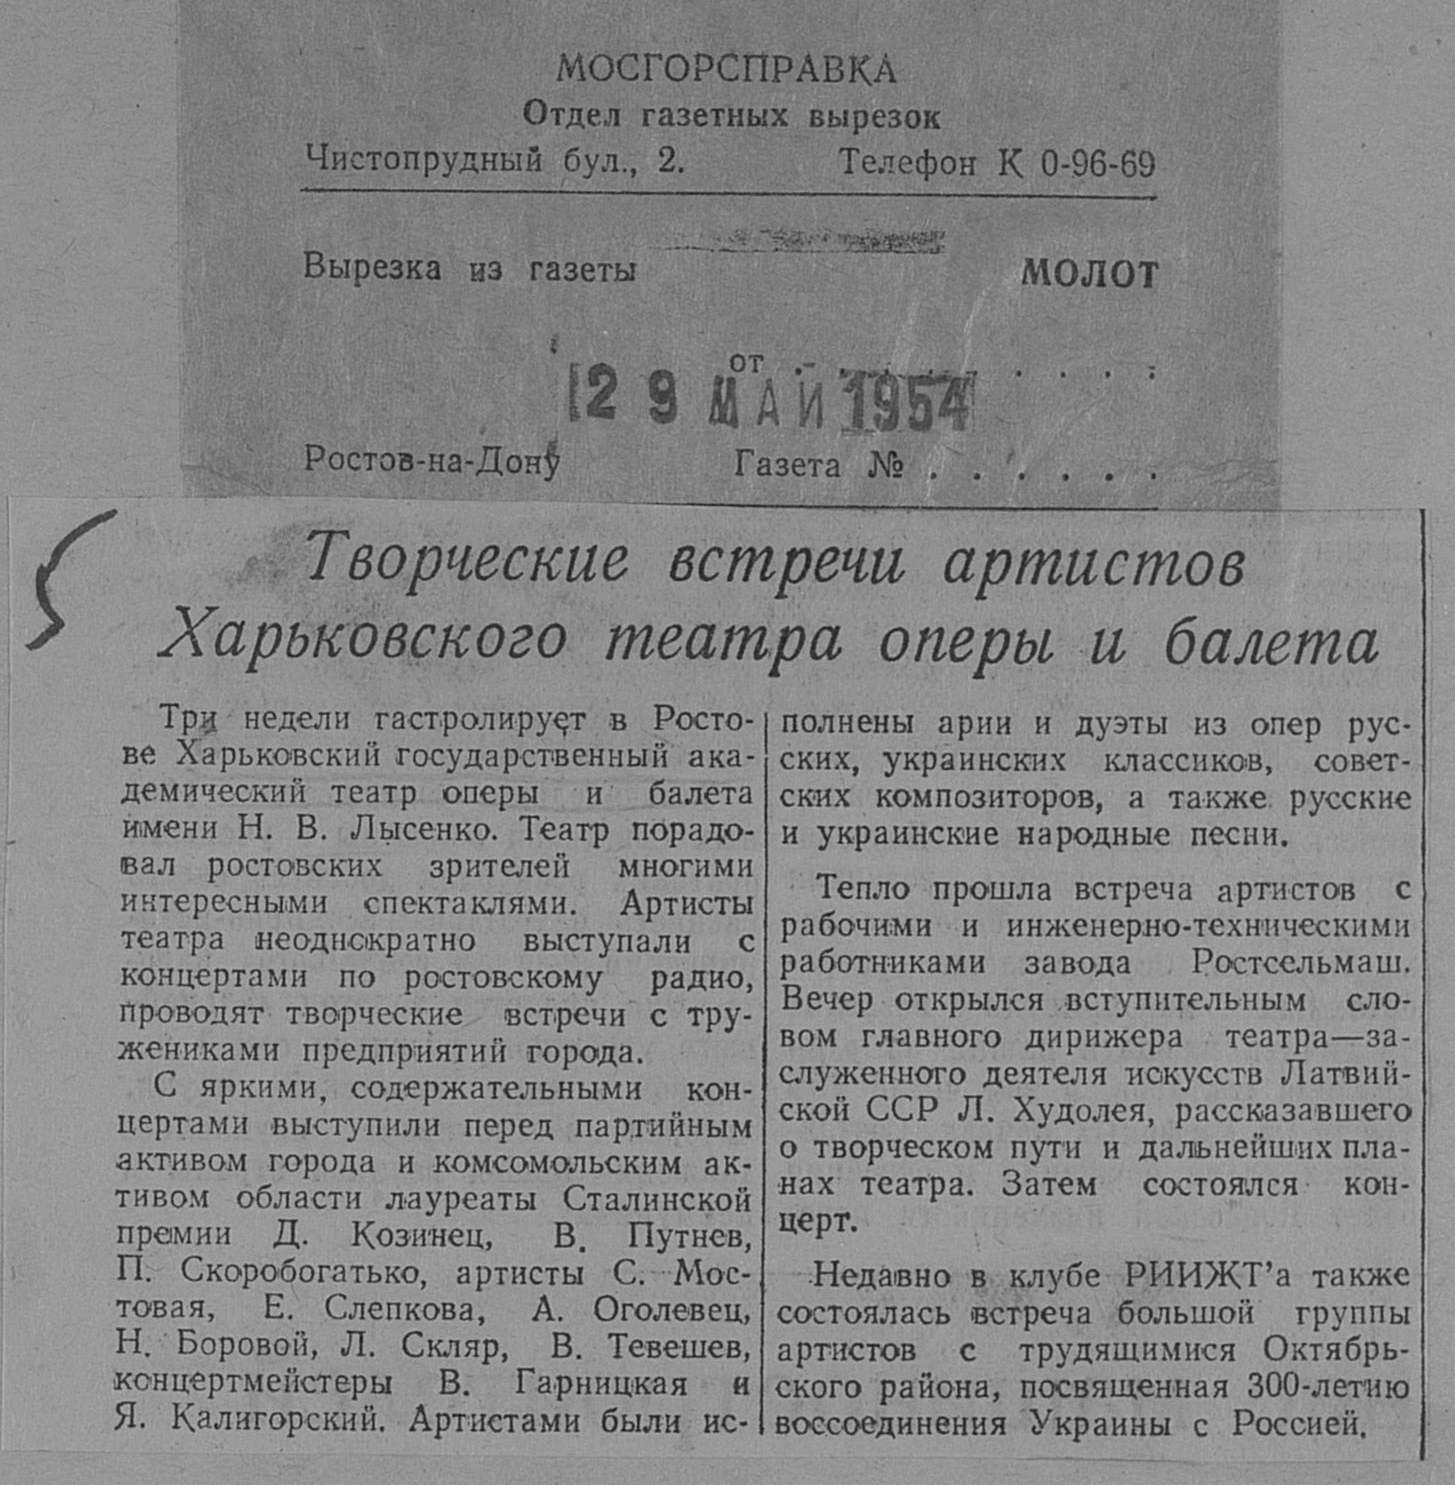 МОСГОРСПРАВКА
Отдел газетных вырезок
Чистопрудный бул., 2. Телефон К 0-96-69
Вырезка из газеты МОЛОТ
от . . . . . . . .
29 МАЙ 1954
Ростов-на-Дону Газета № . . . . . .
Творческие встречи артистов
Харьковского театра оперы и балета
Три недели гастролирует в Росто-
ве Харьковский государственный ака-
демический театр оперы и балета
имени Н. В. Лысенко. Театр порадо-
вал ростовских зрителей многими
интересными спектаклями. Артисты
театра неоднократно выступали с
концертами по ростовскому радио,
проводят творческие встречи с тру-
жениками предприятий города.
С яркими, содержательными кон-
цертами выступили перед партийным
активом города и комсомольским ак-
тивом области лауреаты Сталинской
премии Д. Козинец, В. Путнев,
П. Скоробогатько, артисты С. Мос-
товая, Е. Слепкова, А. Оголевец,
Н. Боровой, Л. Скляр, В. Тевешев,
концертмейстеры В. Гарницкая и
Я. Калигорский. Артистами были ис-
полнены арии и дуэты из опер рус-
ских, украинских классиков, совет-
ских композиторов, а также русские
и украинские народные песни.
Тепло прошла встреча артистов с
рабочими и инженерно-техническими
работниками завода Ростсельмаш.
Вечер открылся вступительным сло-
вом главного дирижера театра—за-
служенного деятеля искусств Латвий-
ской ССР Л. Худолея, рассказавшего
о творческом пути и дальнейших пла-
нах театра. Затем состоялся кон-
церт.
Недавно в клубе РИИЖТ’а также
состоялась встреча большой группы
артистов с трудящимися Октябрь-
ского района, посвященная 300-летию
воссоединения Украины с Россией.